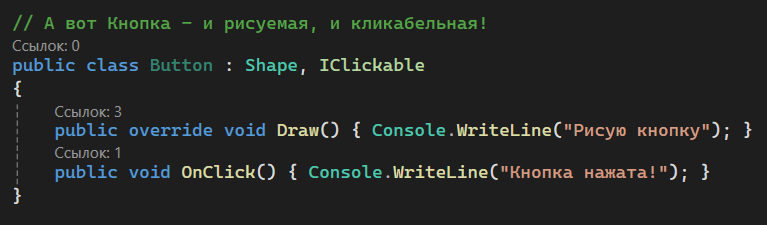 // А вот Кнопка — и рисуемая, и кликабельная!
Ссылок: 0
public class Button : Shape, IClickable
{
Ссылок: 3
public override void Draw() { Console.WriteLine("Рисую кнопку"); }
Ссылок: 1
public void OnClick() { Console.WriteLine("Кнопка нажата!"); }
}